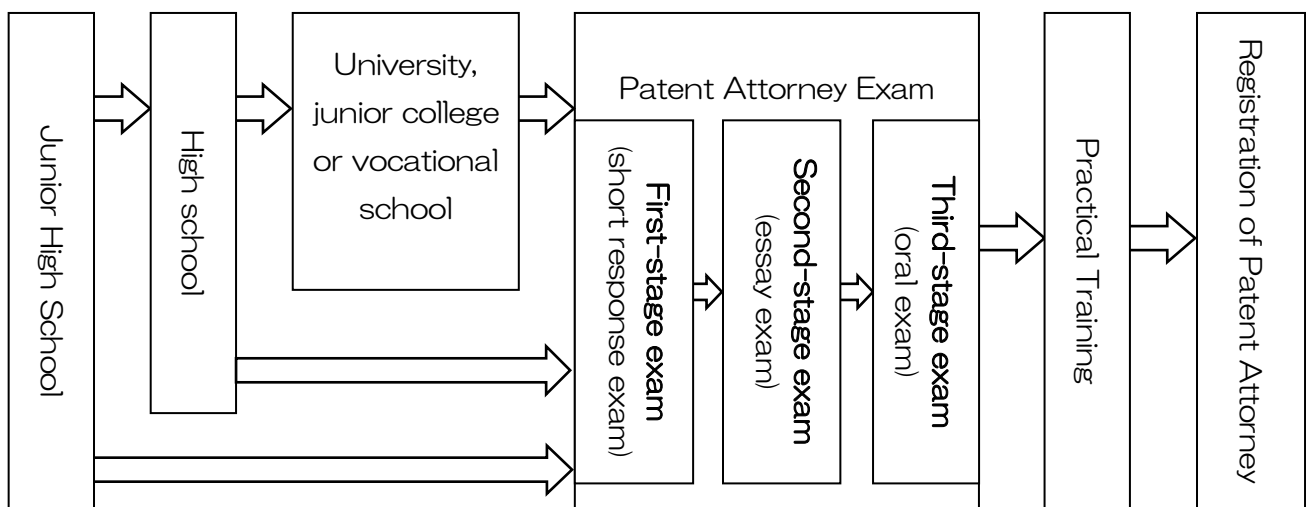 Junior High School
High school
University,
junior college
or vocational
school
Patent Attorney Exam
First-stage exam
(short response exam)
Second-stage exam
(essay exam)
Third-stage exam
(oral exam)
Practical Training
Registration of Patent Attorney